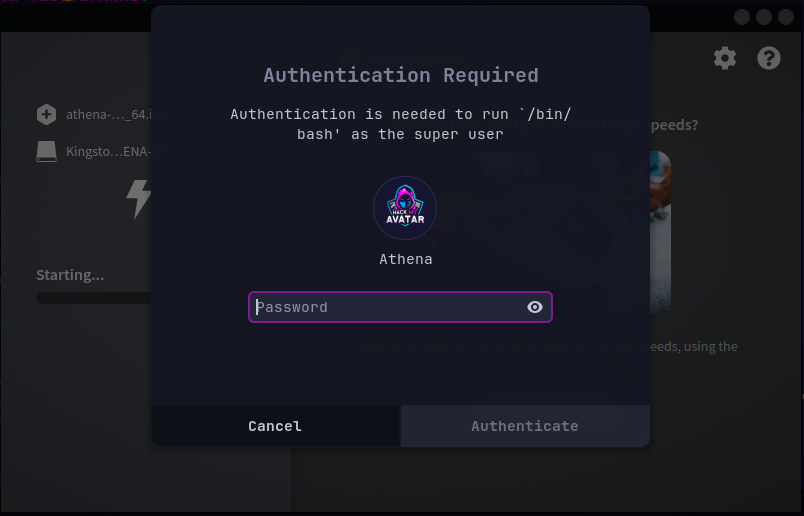 Authentication Required
Authentication is needed to run `/bin/
bash' as the super user
HACK
AVATAR
Athena
Password
Cancel
Authenticate
athena-…_64.i
Kingsto…ENA-
Starting...
peeds?
eeds, using the